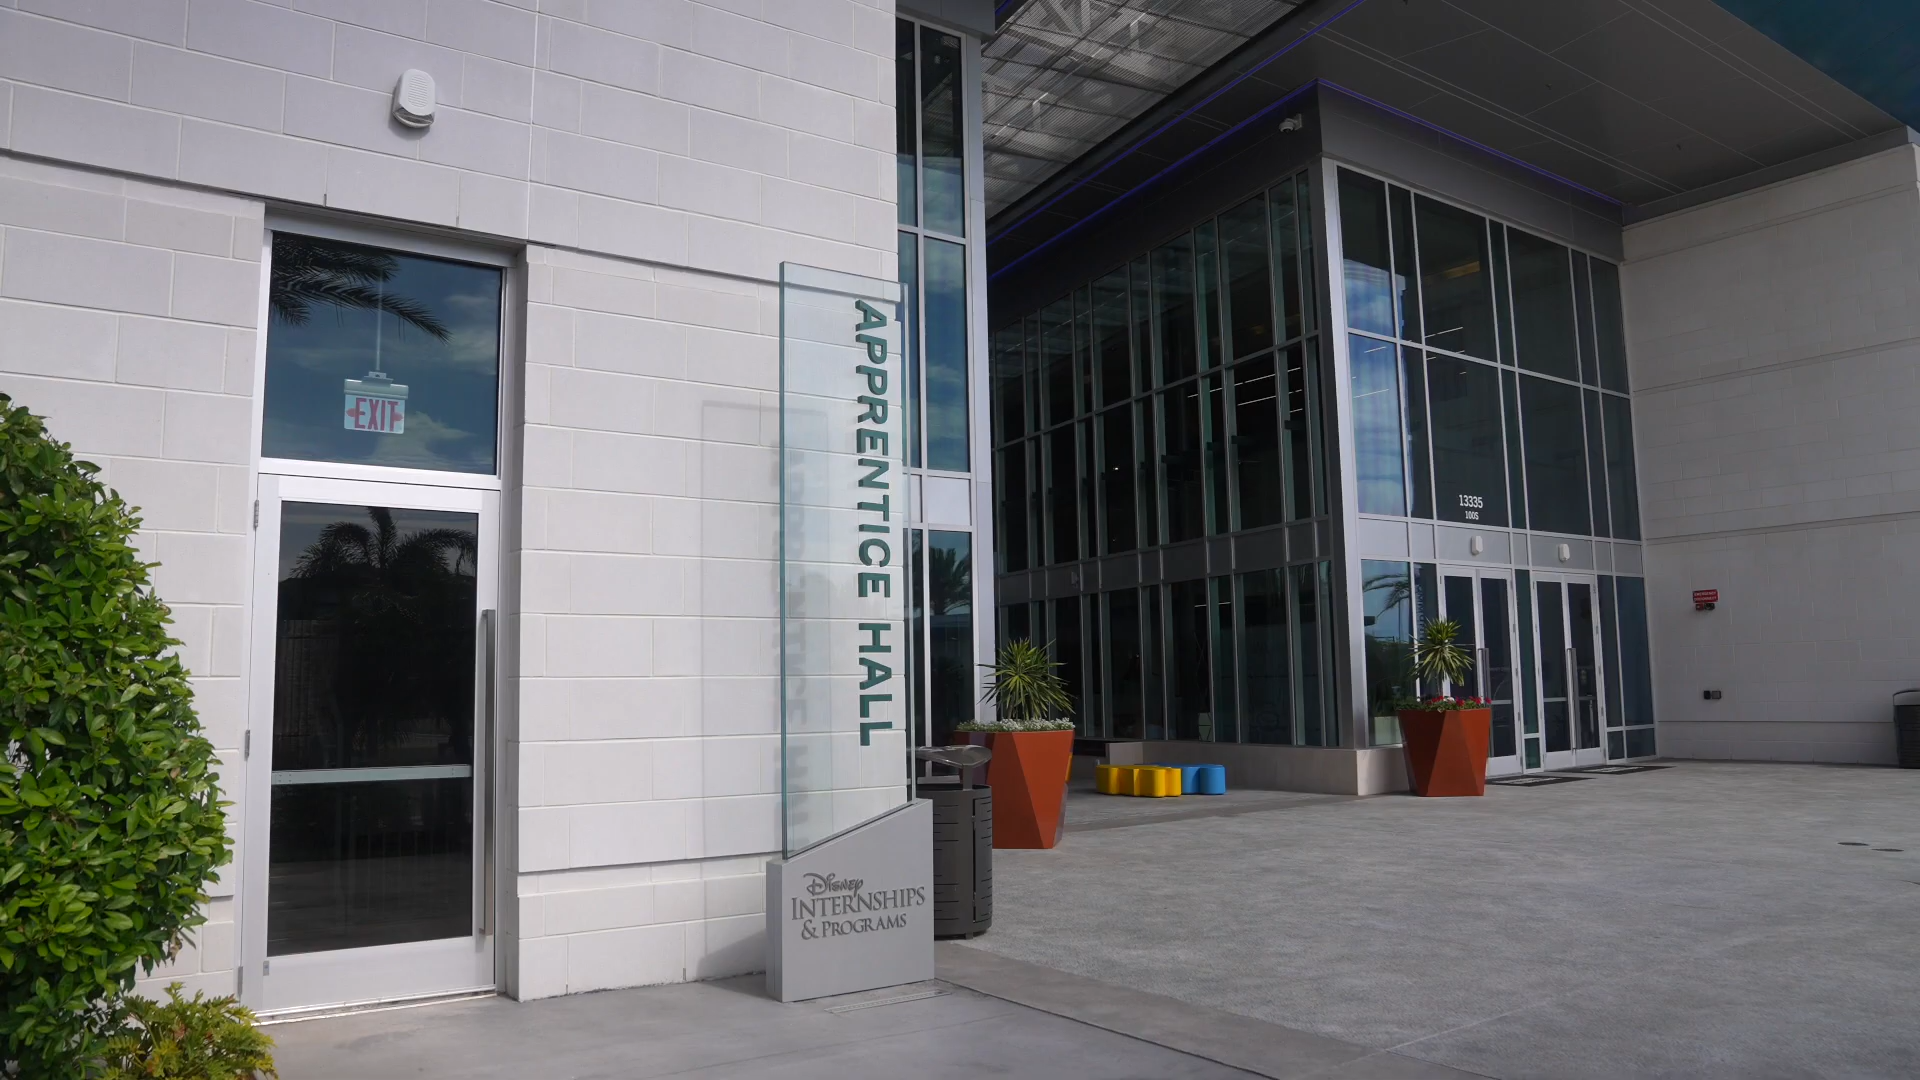 EXIT
APPRENTICE HALL
Disney
INTERNSHIPS
& PROGRAMS
13335
100S